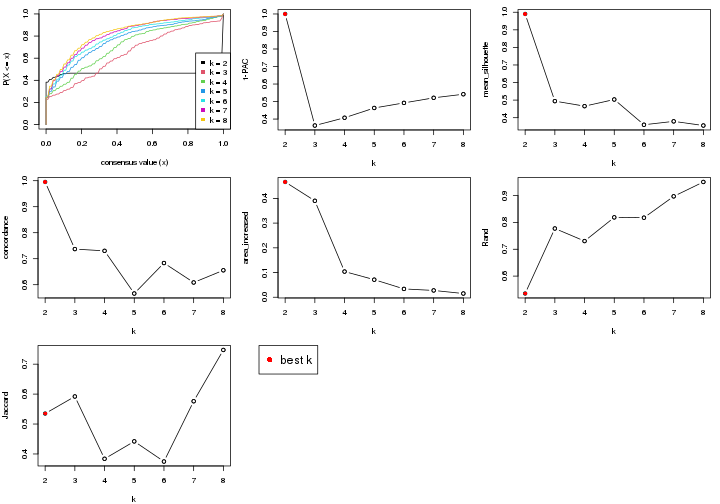 P(X <= x)
0.0 0.2 0.4 0.6 0.8 1.0
0.0 0.2 0.4 0.6 0.8 1.0
consensus value (x)
k = 2
k = 3
k = 4
k = 5
k = 6
k = 7
k = 8
1-PAC
0.4 0.5 0.6 0.7 0.8 0.9 1.0
2 3 4 5 6 7 8
k
mean_silhouette
0.4 0.5 0.6 0.7 0.8 0.9 1.0
2 3 4 5 6 7 8
k
concordance
0.6 0.7 0.8 0.9 1.0
2 3 4 5 6 7 8
k
area_increased
0.0 0.1 0.2 0.3 0.4
2 3 4 5 6 7 8
k
Rand
0.6 0.7 0.8 0.9
2 3 4 5 6 7 8
k
Jaccard
0.4 0.5 0.6 0.7
2 3 4 5 6 7 8
k
best k